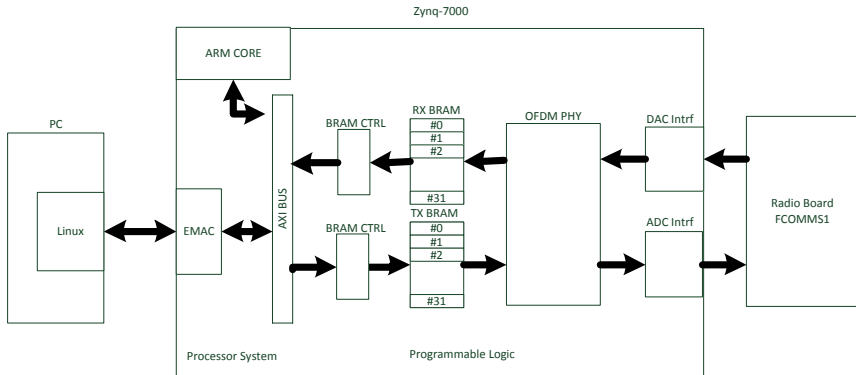 Zynq-7000
ARM CORE
PC
Linux
EMAC
AXI BUS
BRAM CTRL
RX BRAM
#0
#1
#2
#31
OFDM PHY
DAC Intrf
BRAM CTRL
TX BRAM
#0
#1
#2
#31
ADC Intrf
Radio Board
FCOMMS1
Processor System
Programmable Logic